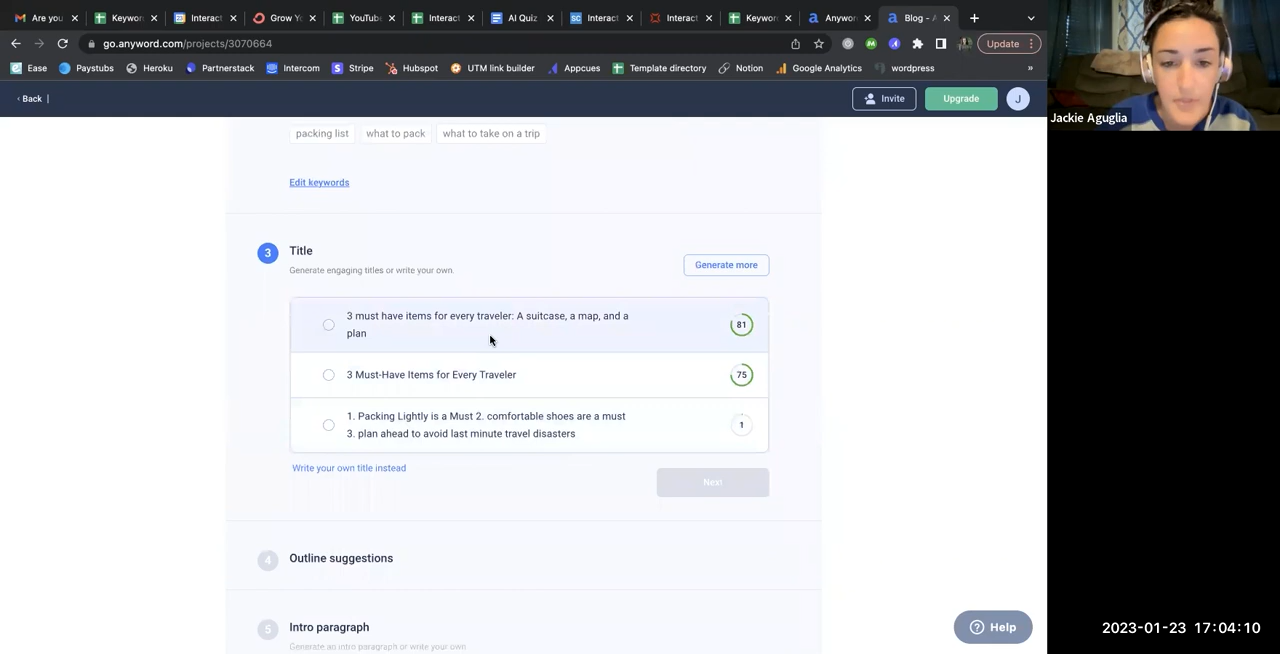 Are you
Keyword
Interact
Grow Yo
YouTube
Interact
AI Quiz
Interact
Interact
Keyword
Anyword
Blog - A
go.anyword.com/projects/3070664
Update
Ease
Paystubs
Heroku
Partnerstack
Intercom
Stripe
Hubspot
UTM link builder
Appcues
Template directory
Notion
Google Analytics
wordpress
»
‹ Back |
Invite
Upgrade
J
Jackie Aguglia
packing list
what to pack
what to take on a trip
Edit keywords
3
Title
Generate engaging titles or write your own.
Generate more
3 must have items for every traveler: A suitcase, a map, and a
plan
81
3 Must-Have Items for Every Traveler
75
1. Packing Lightly is a Must 2. comfortable shoes are a must
3. plan ahead to avoid last minute travel disasters
1
Write your own title instead
Next
4
Outline suggestions
5
Intro paragraph
Generate an intro paragraph or write your own
Help
2023-01-23 17:04:10